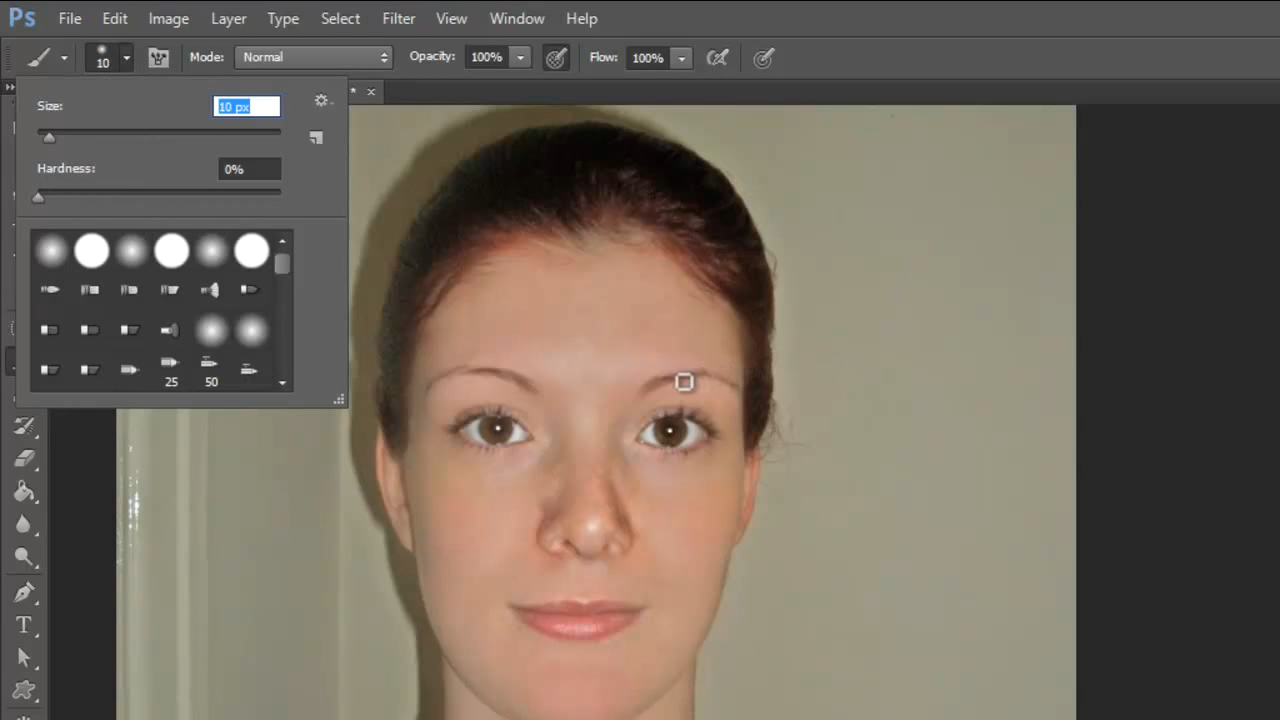 Ps File Edit Image Layer Type Select Filter View Window Help
10 Mode: Normal Opacity: 100% Flow: 100%
* ×
Size: 10 px
Hardness: 0%
25 50
T